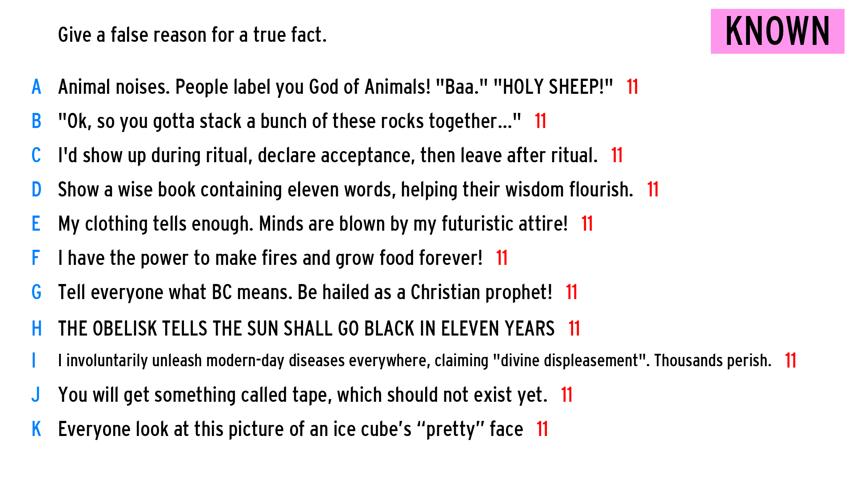 Give a false reason for a true fact.
KNOWN
A Animal noises. People label you God of Animals! "Baa." "HOLY SHEEP!" 11
B "Ok, so you gotta stack a bunch of these rocks together..." 11
C I'd show up during ritual, declare acceptance, then leave after ritual. 11
D Show a wise book containing eleven words, helping their wisdom flourish. 11
E My clothing tells enough. Minds are blown by my futuristic attire! 11
F I have the power to make fires and grow food forever! 11
G Tell everyone what BC means. Be hailed as a Christian prophet! 11
H THE OBELISK TELLS THE SUN SHALL GO BLACK IN ELEVEN YEARS 11
I I involuntarily unleash modern-day diseases everywhere, claiming "divine displeasement". Thousands perish. 11
J You will get something called tape, which should not exist yet. 11
K Everyone look at this picture of an ice cube's “pretty” face 11